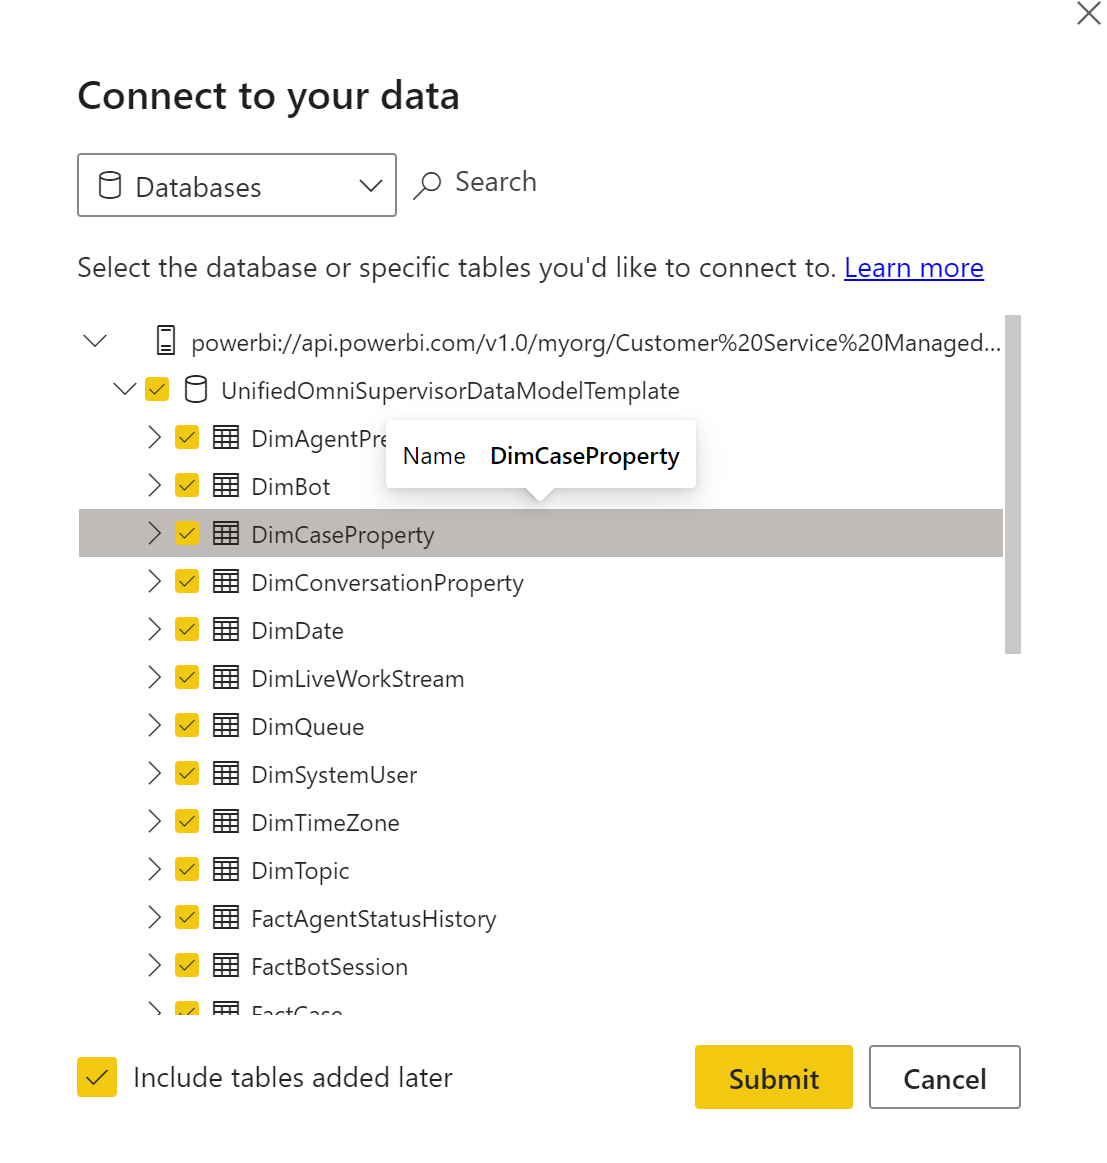 Connect to your data
Databases
Search
Select the database or specific tables you'd like to connect to. Learn more
powerbi://api.powerbi.com/v1.0/myorg/Customer%20Service%20Managed...
UnifiedOmniSupervisorDataModelTemplate
DimAgentPre
Name DimCaseProperty
DimBot
DimCaseProperty
DimConversationProperty
DimDate
DimLiveWorkStream
DimQueue
DimSystemUser
DimTimeZone
DimTopic
FactAgentStatusHistory
FactBotSession
FactCase
Include tables added later
Submit
Cancel